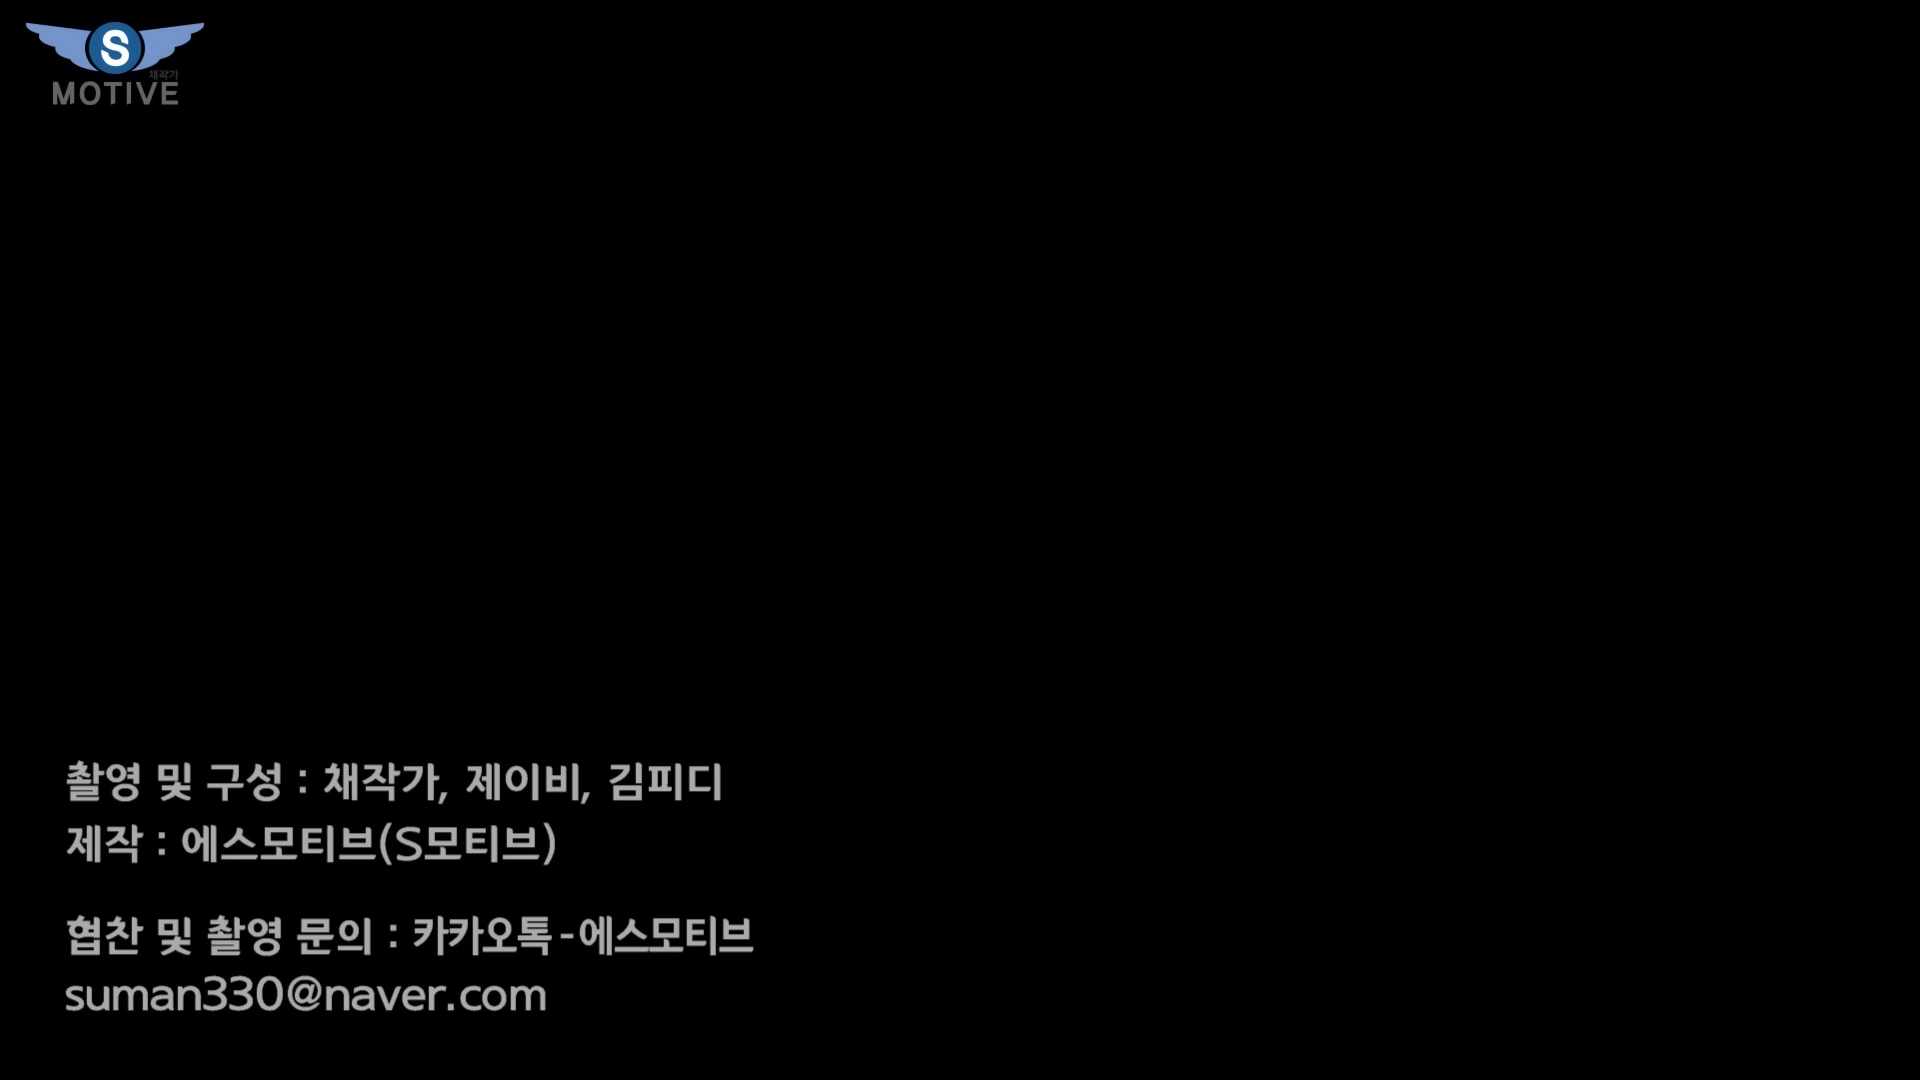 S
채작가
MOTIVE
촬영 및 구성 : 채작가, 제이비, 김피디
제작 : 에스모티브(S모티브)
협찬 및 촬영 문의 : 카카오톡-에스모티브
suman330@naver.com